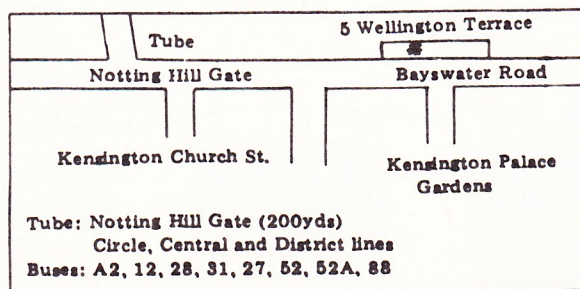 5 Wellington Terrace
Tube
Notting Hill Gate
Bayswater Road
Kensington Church St.
Kensington Palace
Gardens
Tube: Notting Hill Gate (200yds)
Circle, Central and District lines
Buses: A2, 12, 28, 31, 27, 52, 52A, 88